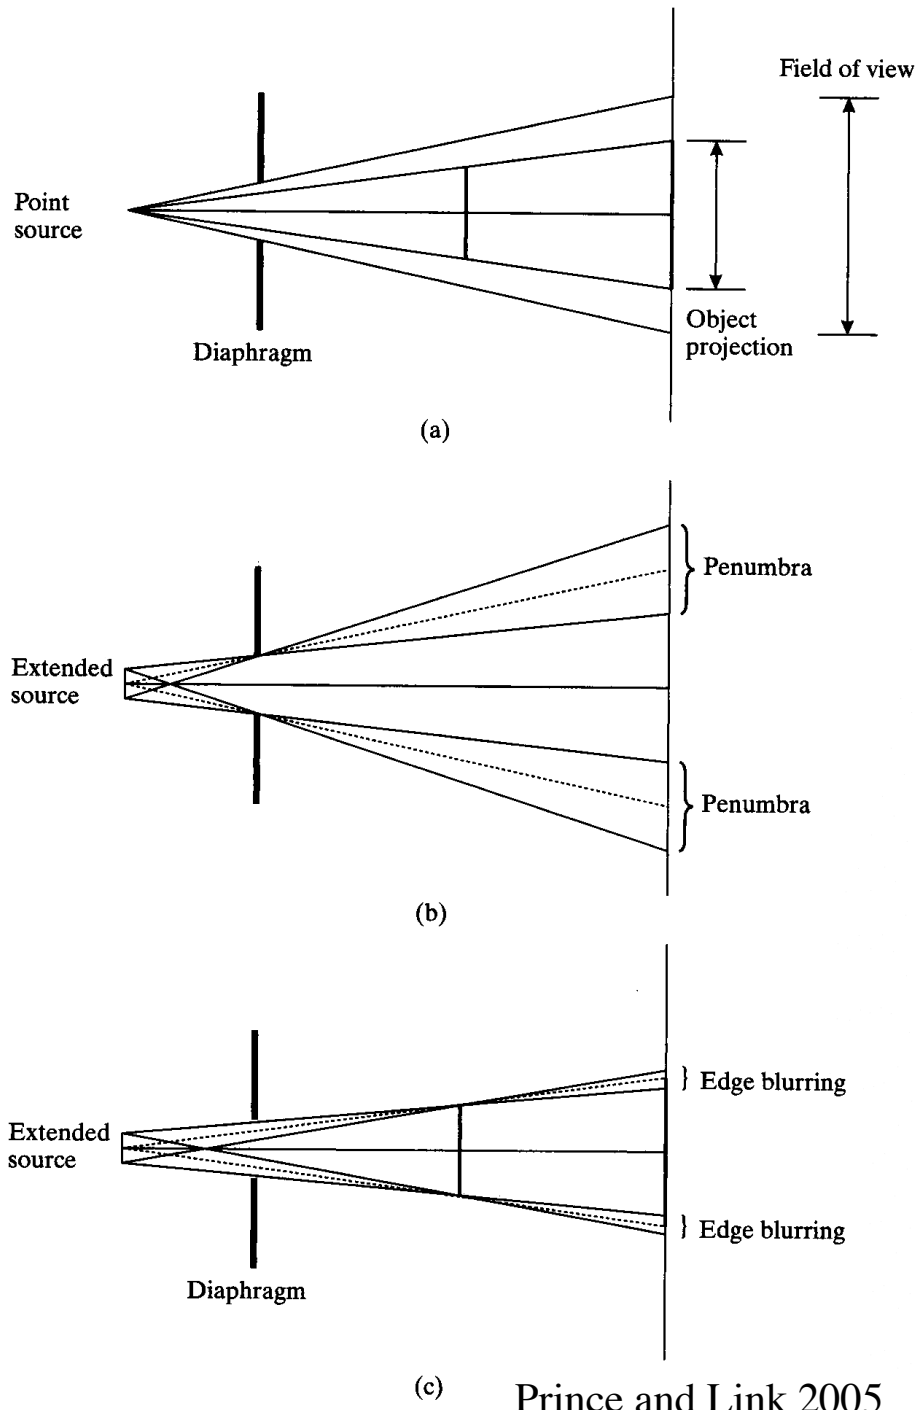 Field of view
Point
source
Object
projection
Diaphragm
(a)
Penumbra
Extended
source
Penumbra
(b)
Edge blurring
Extended
source
Edge blurring
Diaphragm
(c)
Prince and Link 2005